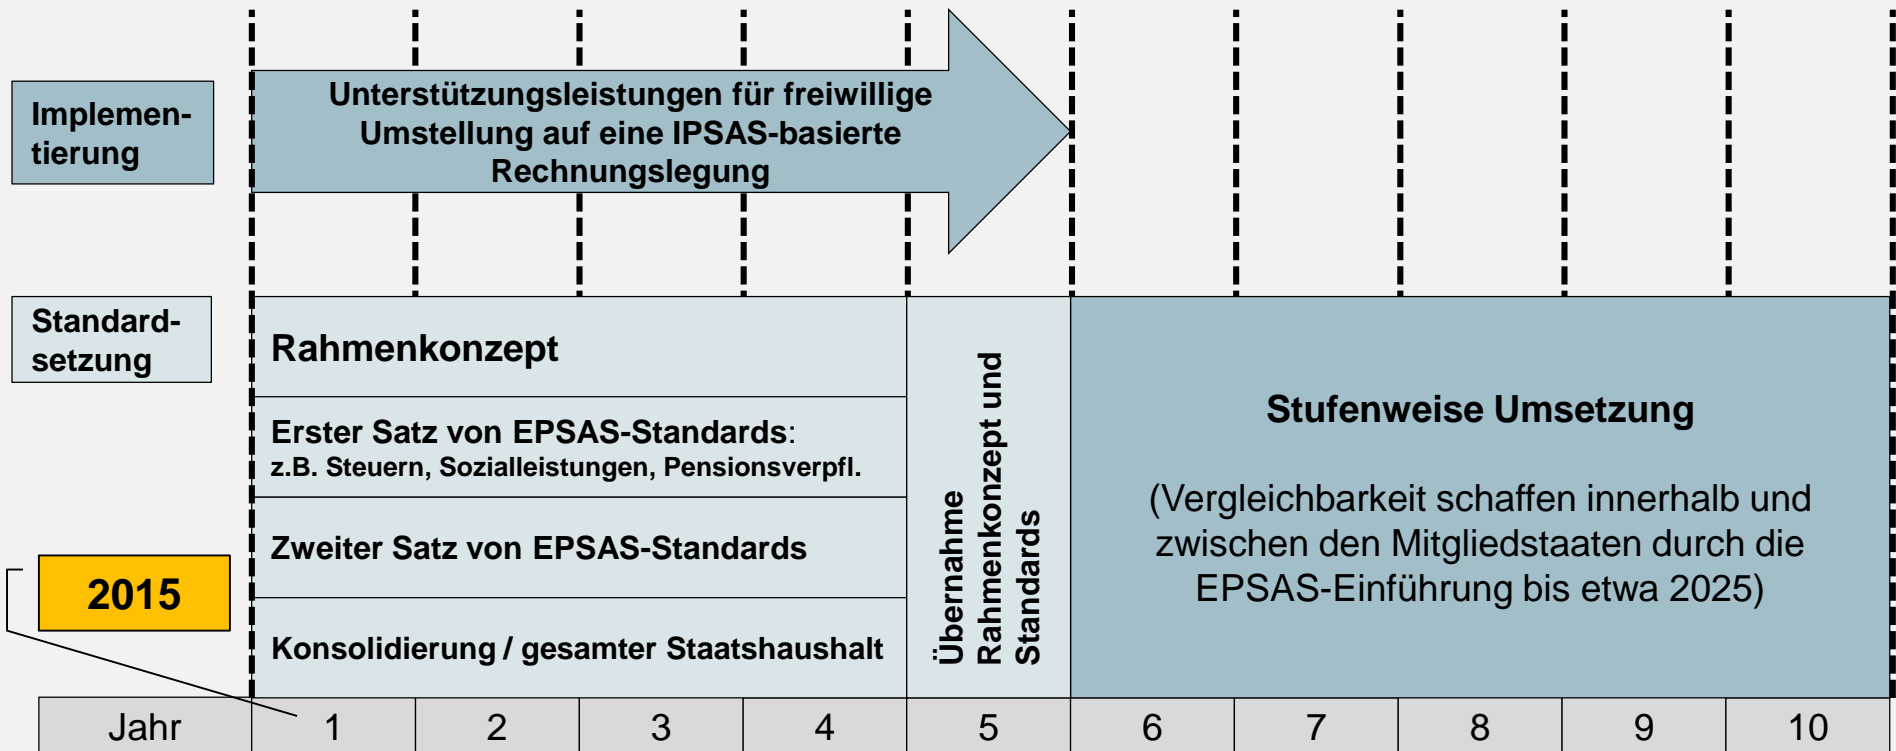 Implemen-
tierung
Unterstützungsleistungen für freiwillige
Umstellung auf eine IPSAS-basierte
Rechnungslegung
Standard-
setzung
Rahmenkonzept
Erster Satz von EPSAS-Standards:
z.B. Steuern, Sozialleistungen, Pensionsverpfl.
Zweiter Satz von EPSAS-Standards
Konsolidierung / gesamter Staatshaushalt
Übernahme
Rahmenkonzept und
Standards
Stufenweise Umsetzung
(Vergleichbarkeit schaffen innerhalb und
zwischen den Mitgliedstaaten durch die
EPSAS-Einführung bis etwa 2025)
2015
Jahr 1 2 3 4 5 6 7 8 9 10